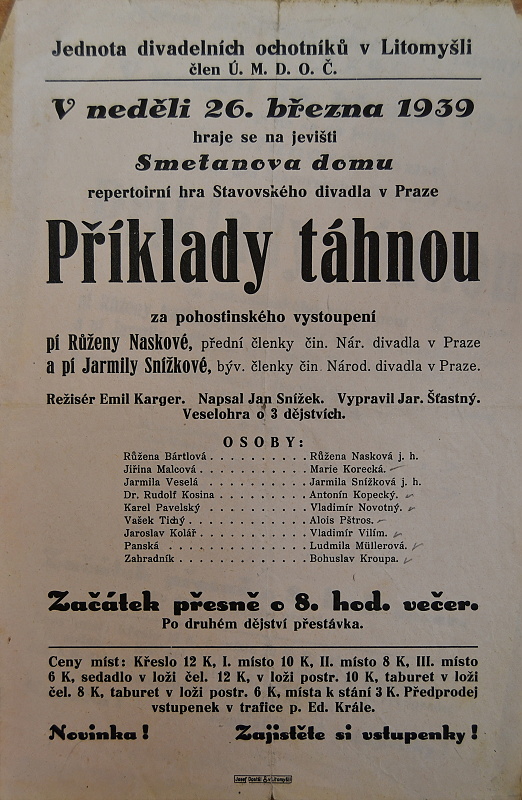 Jednota divadelních ochotníků v Litomyšli
člen Ú. M. D. O. Č.
V neděli 26. března 1939
hraje se na jevišti
Smetanova domu
repertoirní hra Stavovského divadla v Praze
Příklady táhnou
za pohostinského vystoupení
pí Růženy Naskové, přední členky čin. Nár. divadla v Praze
a pí Jarmily Snížkové, býv. členky čin. Národ. divadla v Praze.
Režisér Emil Karger. Napsal Jan Snížek. Vypravil Jar. Šťastný.
Veselohra o 3 dějstvích.
OSOBY:
Růžena Bártlová . . . . . . . . . . Růžena Nasková j. h.
Jiřina Malcová . . . . . . . . . . . Marie Korecká.
Jarmila Veselá . . . . . . . . . . Jarmila Snížková j. h.
Dr. Rudolf Kosina . . . . . . . . . Antonín Kopecký.
Karel Pavelský . . . . . . . . . . Vladimír Novotný.
Vašek Tichý . . . . . . . . . . . . Alois Pštros.
Jaroslav Kolář . . . . . . . . . . . Vladimír Vilím.
Panská . . . . . . . . . . . . . . Ludmila Müllerová.
Zahradník . . . . . . . . . . . . . Bohuslav Kroupa.
Začátek přesně o 8. hod. večer.
Po druhém dějství přestávka.
Ceny míst: Křeslo 12 K, I. místo 10 K, II. místo 8 K, III. místo
6 K, sedadlo v loži čel. 12 K, v loži postr. 10 K, taburet v loži
čel. 8 K, taburet v loži postr. 6 K, místa k stání 3 K. Předprodej
vstupenek v trafice p. Ed. Krále.
Novinka! Zajistěte si vstupenky!
Josef Dostál v Litomyšli